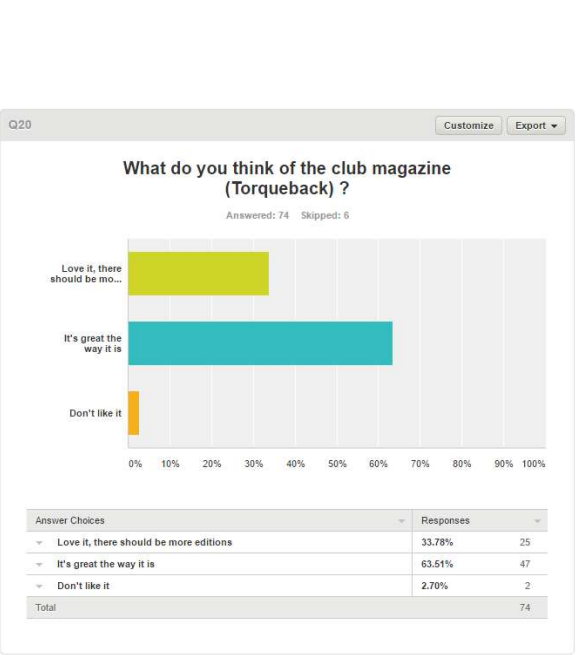 Q20
Customize
Export
What do you think of the club magazine
(Torqueback) ?
Answered: 74 Skipped: 6
Love it, there
should be mo...
It's great the
way it is
Don't like it
0% 10% 20% 30% 40% 50% 60% 70% 80% 90% 100%
Answer Choices Responses
Love it, there should be more editions 33.78% 25
It's great the way it is 63.51% 47
Don't like it 2.70% 2
Total 74